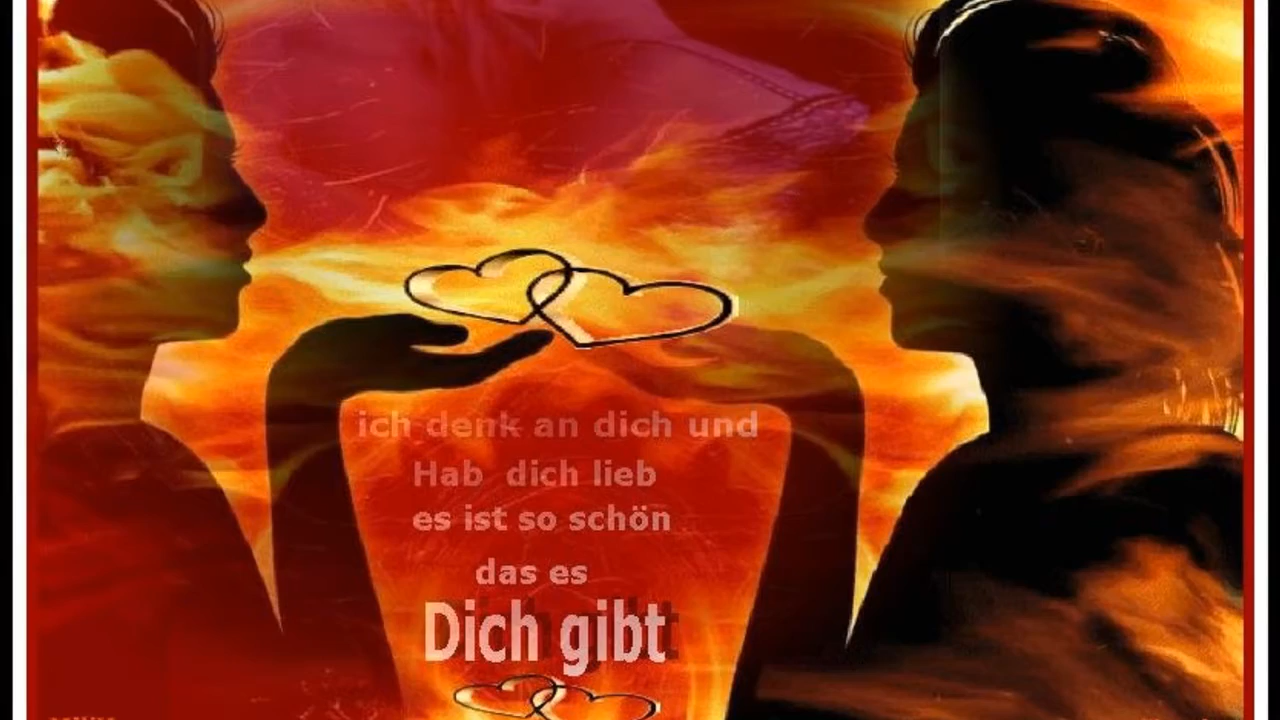 ich denk an dich und
Hab dich lieb
es ist so schön
das es
Dich gibt